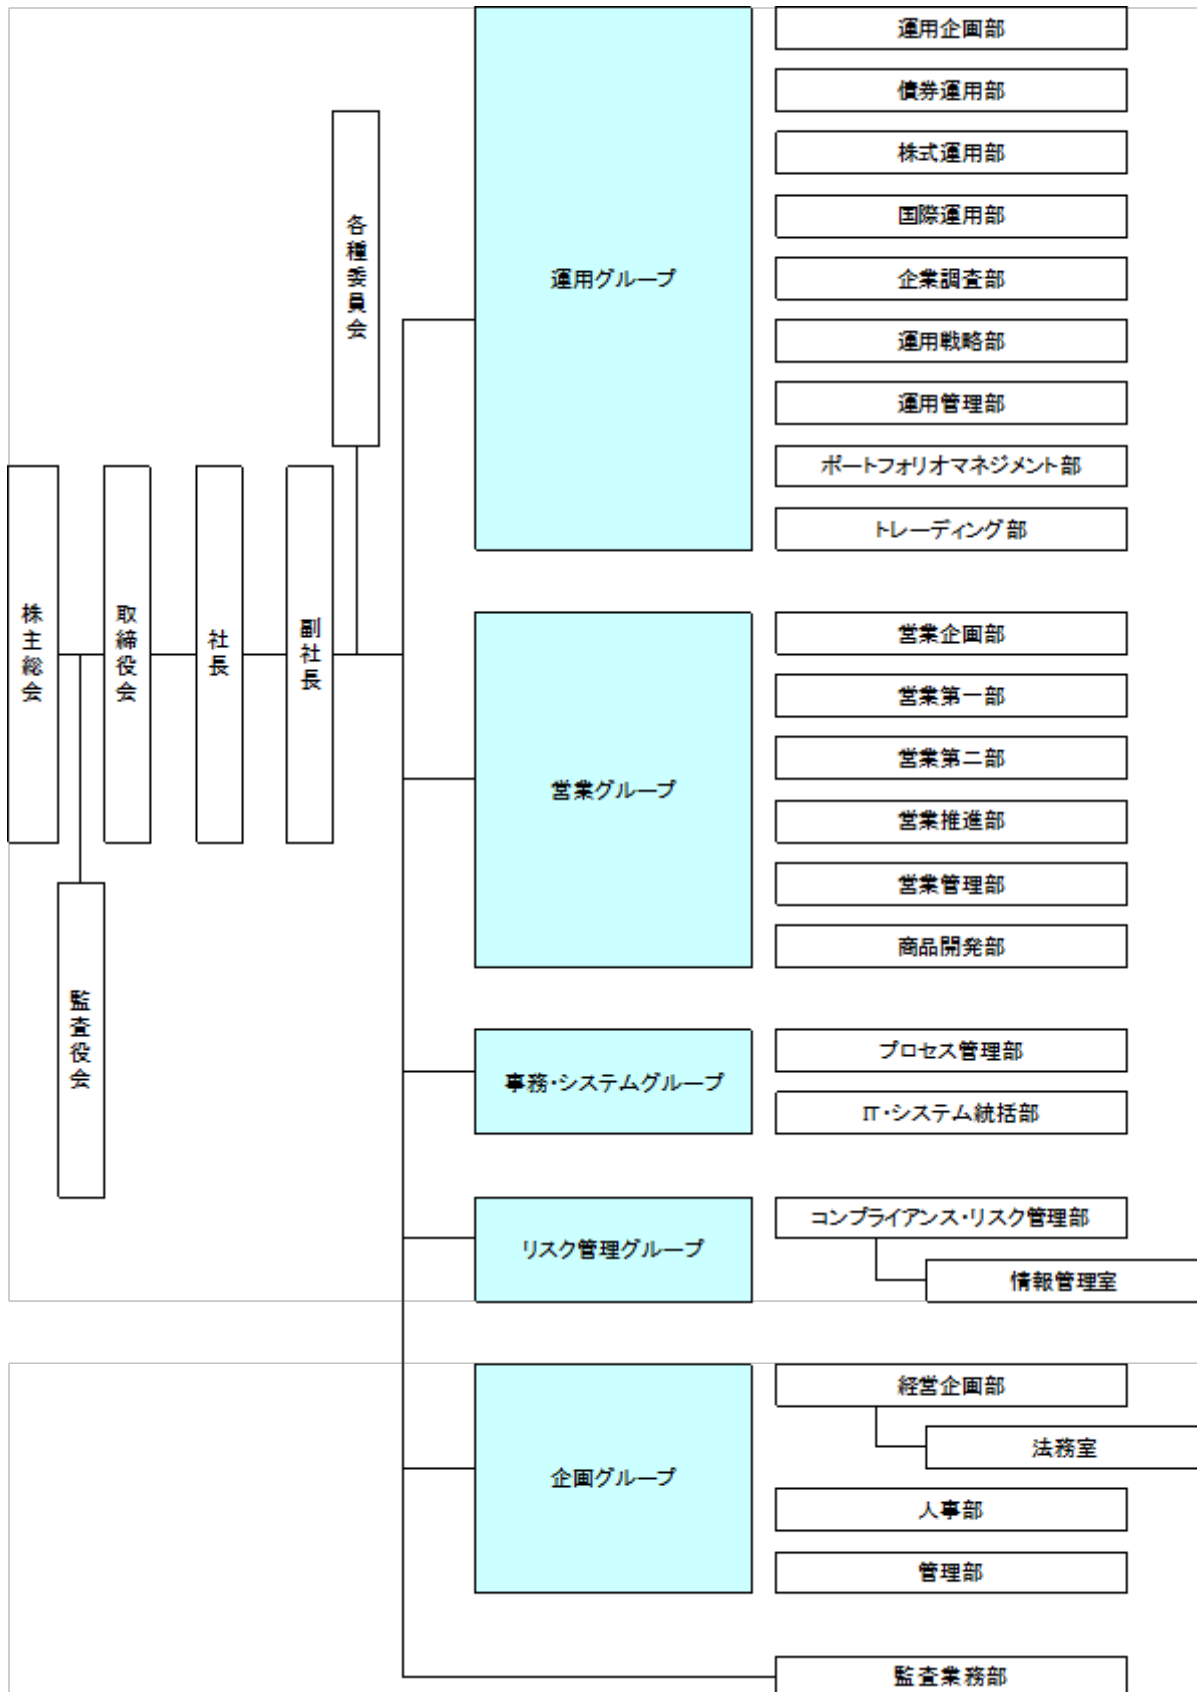 株主総会
監査役会
取締役会
社長
副社長
各種委員会
運用グループ
運用企画部
債券運用部
株式運用部
国際運用部
企業調査部
運用戦略部
運用管理部
ポートフォリオマネジメント部
トレーディング部
営業グループ
営業企画部
営業第一部
営業第二部
営業推進部
営業管理部
商品開発部
事務・システムグループ
プロセス管理部
IT・システム統括部
リスク管理グループ
コンプライアンス・リスク管理部
情報管理室
企画グループ
経営企画部
法務室
人事部
管理部
監査業務部